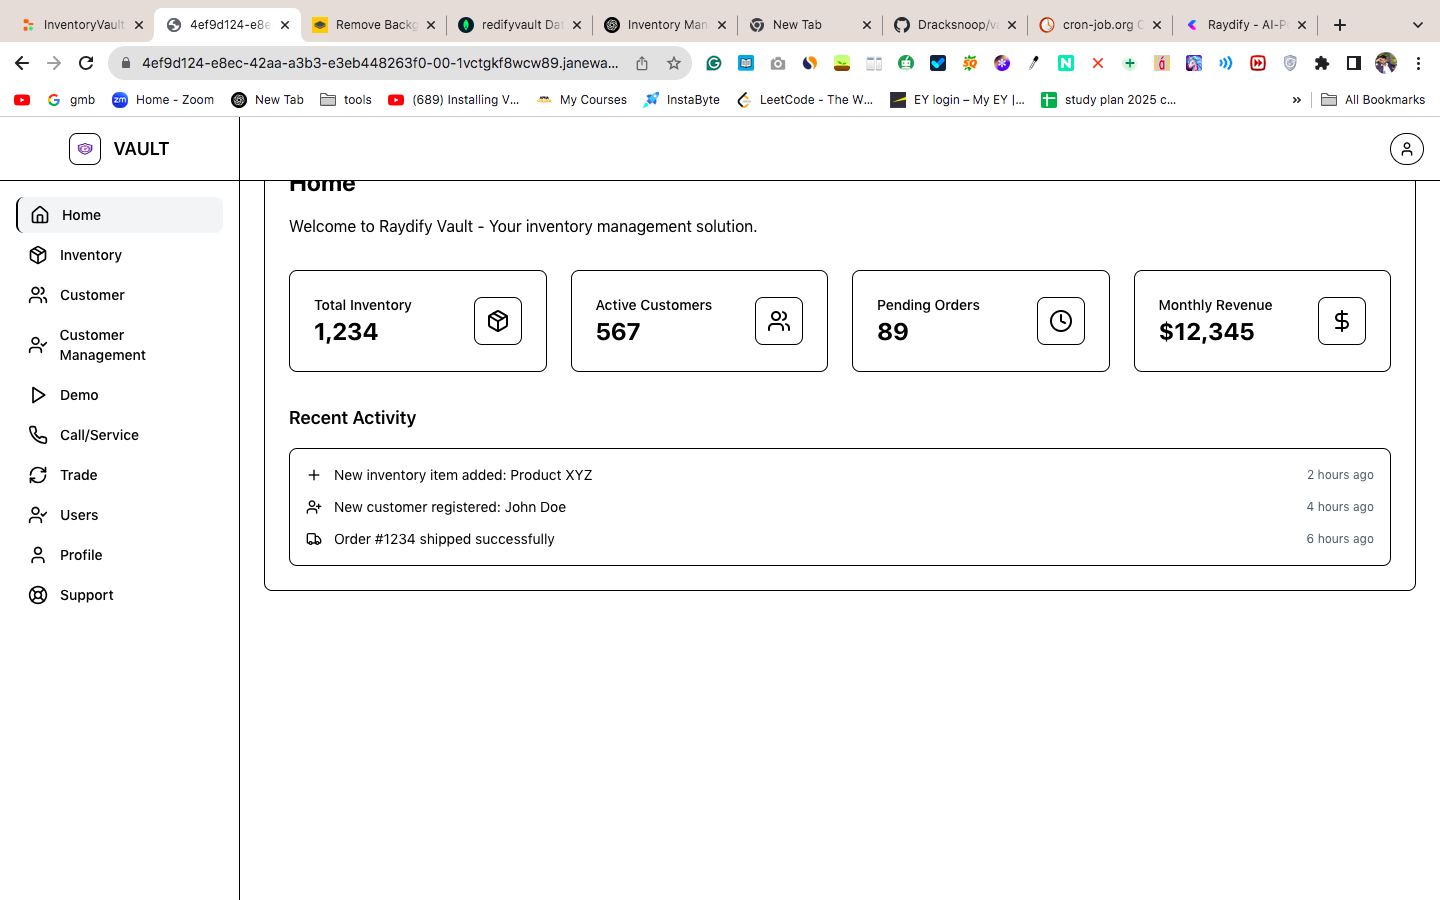 InventoryVault
4ef9d124-e8e
Remove Backg
redifyvault Dat
Inventory Man
New Tab
Dracksnoop/va
cron-job.org C
Raydify - AI-Po
4ef9d124-e8ec-42aa-a3b3-e3eb448263f0-00-1vctgkf8wcw89.janewa...
gmb
Home - Zoom
New Tab
tools
(689) Installing V...
My Courses
InstaByte
LeetCode - The W...
EY login – My EY |...
study plan 2025 c...
»
All Bookmarks
VAULT
Home
Inventory
Customer
Customer
Management
Demo
Call/Service
Trade
Users
Profile
Support
Home
Welcome to Raydify Vault - Your inventory management solution.
Total Inventory
1,234
Active Customers
567
Pending Orders
89
Monthly Revenue
$12,345
Recent Activity
New inventory item added: Product XYZ
2 hours ago
New customer registered: John Doe
4 hours ago
Order #1234 shipped successfully
6 hours ago